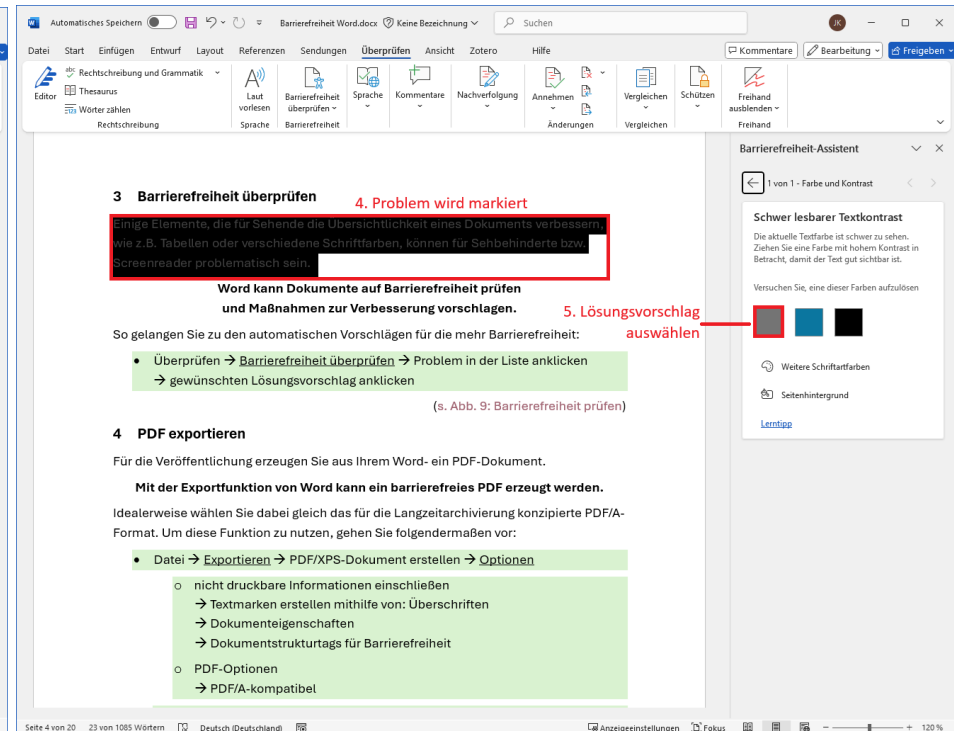 Automatisches Speichern
Barrierefreiheit Word.docx
Keine Bezeichnung
Suchen
JK
Datei Start Einfügen Entwurf Layout Referenzen Sendungen Überprüfen Ansicht Zotero Hilfe
Kommentare
Bearbeitung
Freigeben
Editor
abc Rechtschreibung und Grammatik
Thesaurus
123 Wörter zählen
Rechtschreibung
Laut vorlesen
Sprache
Barrierefreiheit überprüfen
Barrierefreiheit
Sprache
Kommentare
Nachverfolgung
Annehmen
Änderungen
Vergleichen
Vergleichen
Schützen
Freihand ausblenden
Freihand
3 Barrierefreiheit überprüfen
4. Problem wird markiert
Einige Elemente, die für Sehende die Übersichtlichkeit eines Dokuments verbessern,
wie z.B. Tabellen oder verschiedene Schriftfarben, können für Sehbehinderte bzw.
Screenreader problematisch sein.
Word kann Dokumente auf Barrierefreiheit prüfen
und Maßnahmen zur Verbesserung vorschlagen.
5. Lösungsvorschlag
auswählen
So gelangen Sie zu den automatischen Vorschlägen für die mehr Barrierefreiheit:
• Überprüfen → Barrierefreiheit überprüfen → Problem in der Liste anklicken
→ gewünschten Lösungsvorschlag anklicken
(s. Abb. 9: Barrierefreiheit prüfen)
4 PDF exportieren
Für die Veröffentlichung erzeugen Sie aus Ihrem Word- ein PDF-Dokument.
Mit der Exportfunktion von Word kann ein barrierefreies PDF erzeugt werden.
Idealerweise wählen Sie dabei gleich das für die Langzeitarchivierung konzipierte PDF/A-
Format. Um diese Funktion zu nutzen, gehen Sie folgendermaßen vor:
• Datei → Exportieren → PDF/XPS-Dokument erstellen → Optionen
o nicht druckbare Informationen einschließen
→ Textmarken erstellen mithilfe von: Überschriften
→ Dokumenteigenschaften
→ Dokumentstrukturtags für Barrierefreiheit
o PDF-Optionen
→ PDF/A-kompatibel
Barrierefreiheit-Assistent
1 von 1 - Farbe und Kontrast
Schwer lesbarer Textkontrast
Die aktuelle Textfarbe ist schwer zu sehen.
Ziehen Sie eine Farbe mit hohem Kontrast in
Betracht, damit der Text gut sichtbar ist.
Versuchen Sie, eine dieser Farben aufzulösen
Weitere Schriftartfarben
Seitenhintergrund
Lerntipp
Seite 4 von 20 23 von 1085 Wörtern Deutsch (Deutschland)
Anzeigeeinstellungen Fokus 120 %